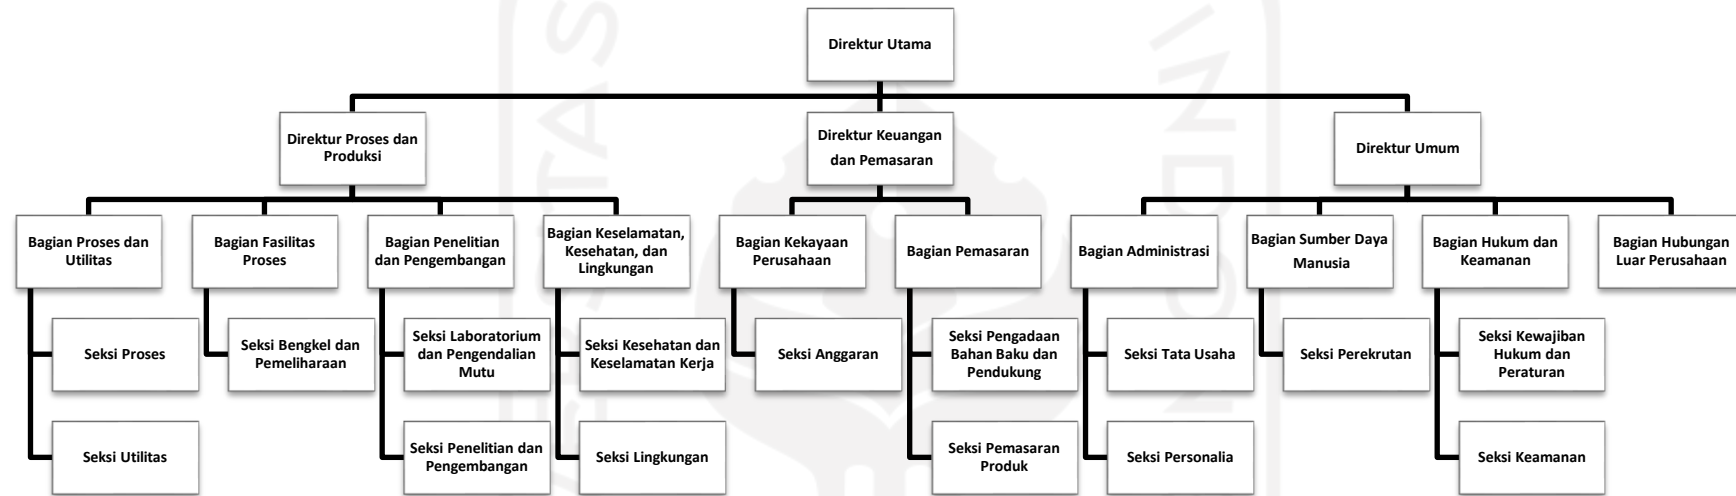 Direktur Utama
Direktur Proses dan
Produksi
Direktur Keuangan
dan Pemasaran
Direktur Umum
Bagian Proses dan
Utilitas
Bagian Fasilitas
Proses
Bagian Penelitian
dan Pengembangan
Bagian Keselamatan,
Kesehatan, dan
Lingkungan
Bagian Kekayaan
Perusahaan
Bagian Pemasaran
Bagian Administrasi
Bagian Sumber Daya
Manusia
Bagian Hukum dan
Keamanan
Bagian Hubungan
Luar Perusahaan
Seksi Proses
Seksi Bengkel dan
Pemeliharaan
Seksi Laboratorium
dan Pengendalian
Mutu
Seksi Kesehatan dan
Keselamatan Kerja
Seksi Anggaran
Seksi Pengadaan
Bahan Baku dan
Pendukung
Seksi Tata Usaha
Seksi Perekrutan
Seksi Kewajiban
Hukum dan
Peraturan
Seksi Utilitas
Seksi Penelitian dan
Pengembangan
Seksi Lingkungan
Seksi Pemasaran
Produk
Seksi Personalia
Seksi Keamanan